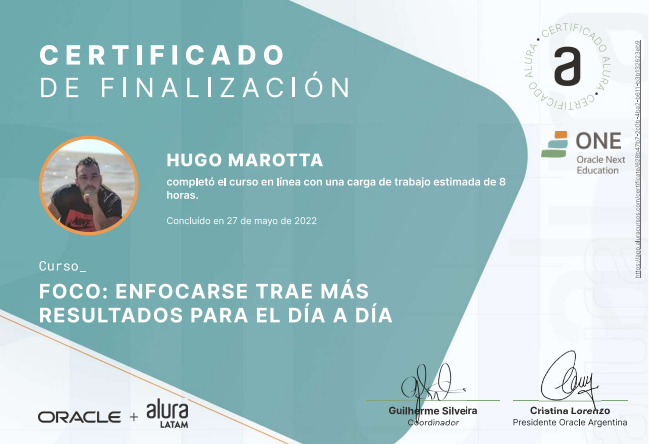 CERTIFICADO
DE FINALIZACIÓN
HUGO MAROTTA
completó el curso en línea con una carga de trabajo estimada de 8
horas.
Concluido en 27 de mayo de 2022
Curso_
FOCO: ENFOCARSE TRAE MÁS
RESULTADOS PARA EL DÍA A DÍA
ORACLE + alura
LATAM
CERTIFICADO ALURA • CERTIFICADO ALURA •
a
ONE
Oracle Next
Education
Guilherme Silveira
Coordinador
Cristina Lorenzo
Presidente Oracle Argentina